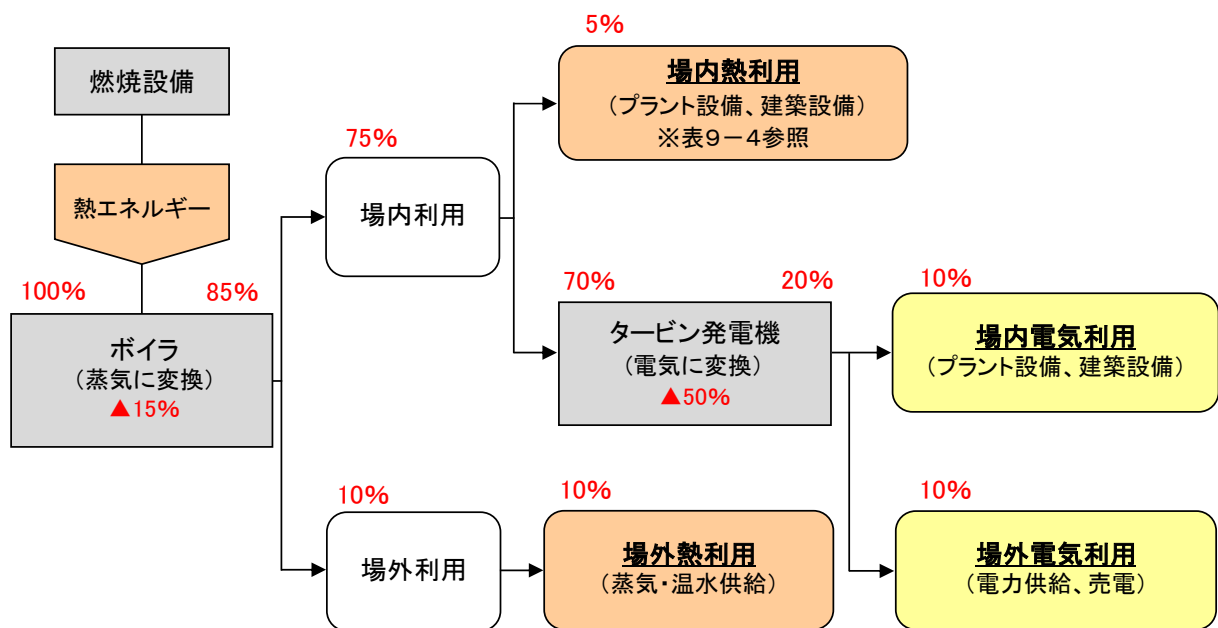 燃焼設備
熱エネルギー
100%
85%
ボイラ
（蒸気に変換）
▲15%
75%
場内利用
10%
場外利用
5%
場内熱利用
（プラント設備、建築設備）
※表9－4参照
70%
20%
タービン発電機
（電気に変換）
▲50%
10%
場外熱利用
（蒸気・温水供給）
10%
場内電気利用
（プラント設備、建築設備）
10%
場外電気利用
（電力供給、売電）